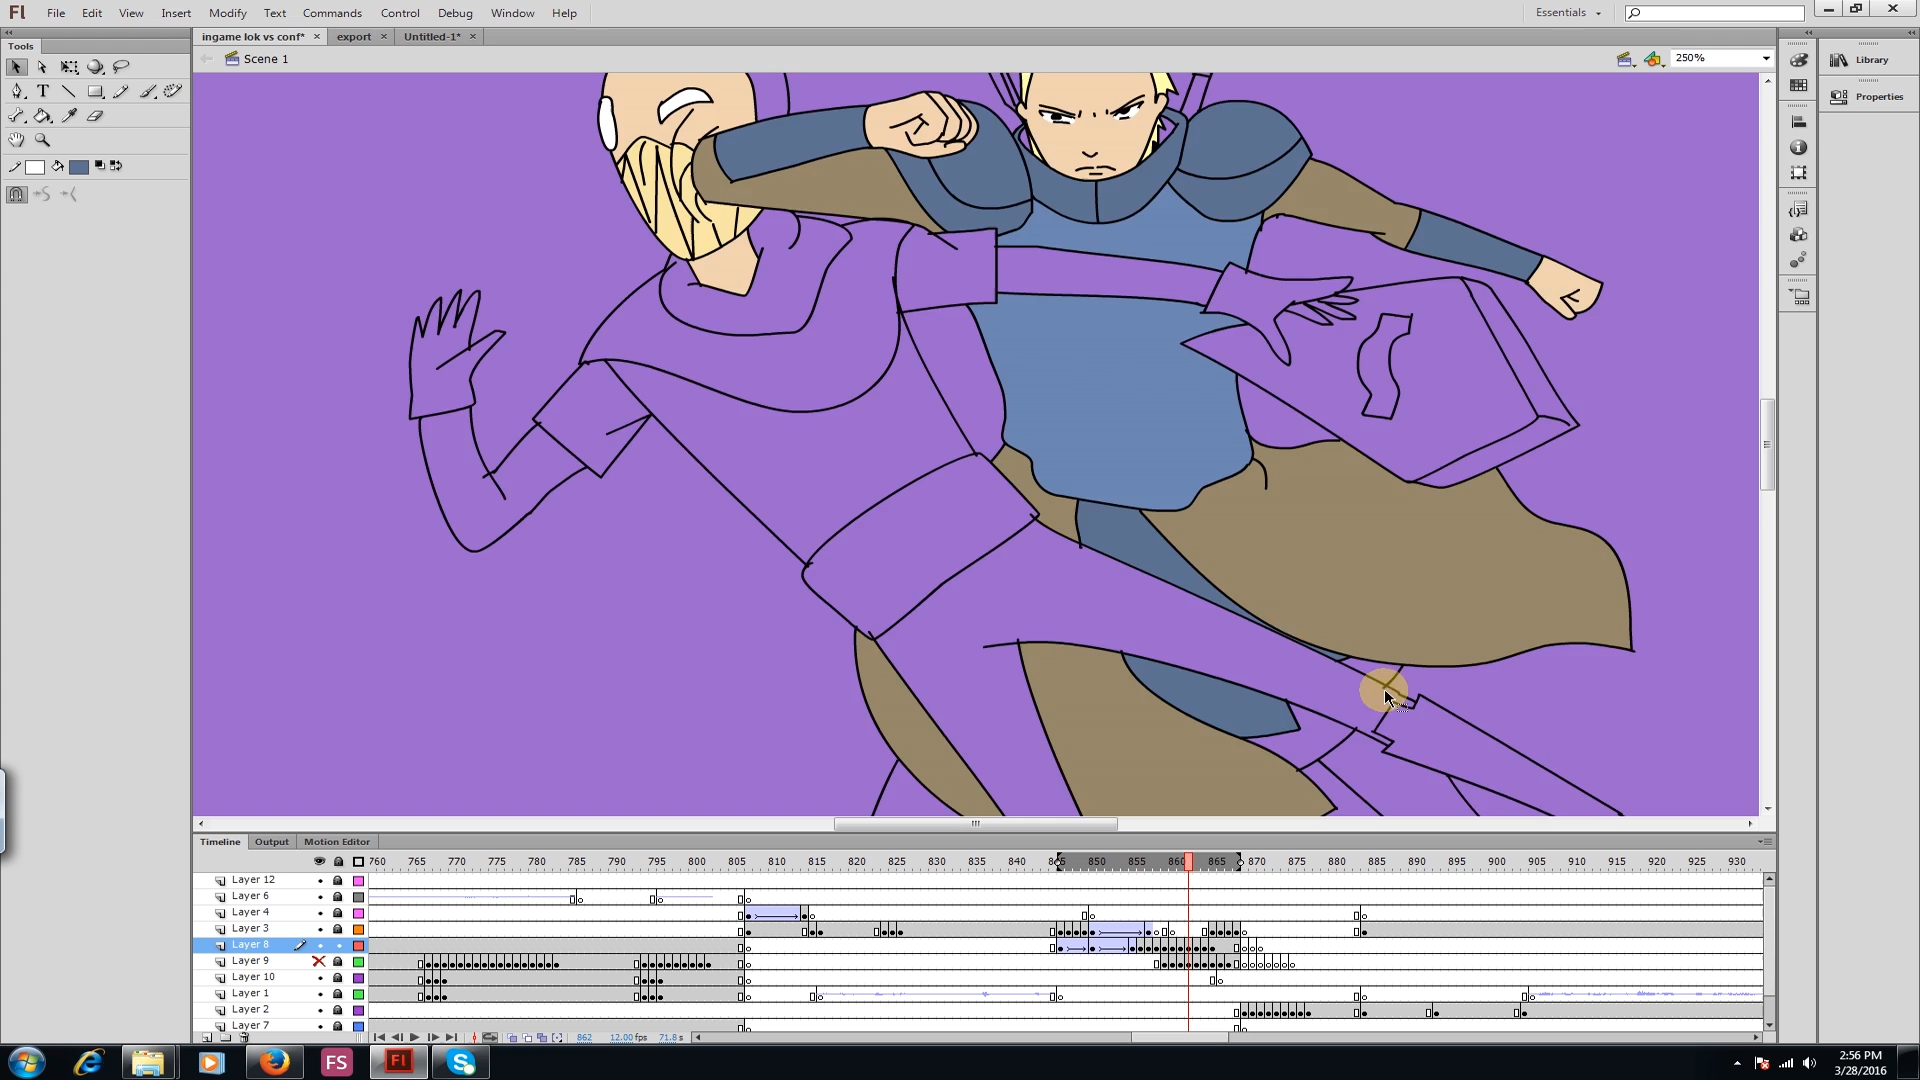 Fl File Edit View Insert Modify Text Commands Control Debug Window Help Essentials
Tools
ingame lok vs conf* × export × Untitled-1* ×
Scene 1 250%
Library
Properties
Timeline Output Motion Editor
760 765 770 775 780 785 790 795 800 805 810 815 820 825 830 835 840 850 855 860 865 870 875 880 885 890 895 900 905 910 915 920 925 930
Layer 12
Layer 6
Layer 4
Layer 3
Layer 8
Layer 9
Layer 10
Layer 1
Layer 2
Layer 7
862 12.00 fps 71.8 s
FS Fl
2:56 PM
3/28/2016